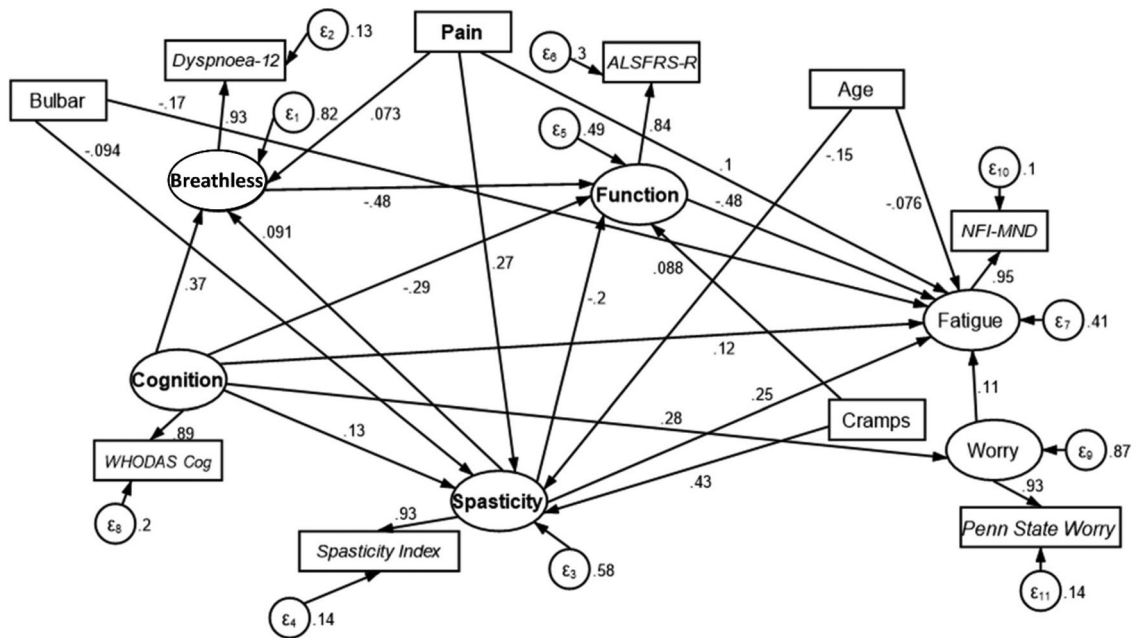 ε2 .13
Pain
ε6 .3
ALSFRS-R
Dyspnoea-12
Bulbar
-.17
.93
ε1 .82
.073
ε5 .49
.84
Age
-.094
-.15
.1
ε10 .1
Breathless
Function
-.48
-.48
-.076
NFI-MND
.091
.27
.088
.95
.37
-.29
-.2
Fatigue
ε7 .41
.12
Cognition
.25
.11
.28
Cramps
.89
.13
Worry
ε9 .87
WHODAS Cog
.43
Spasticity
.93
.93
ε8 .2
Penn State Worry
Spasticity Index
ε3 .58
ε4 .14
ε11 .14